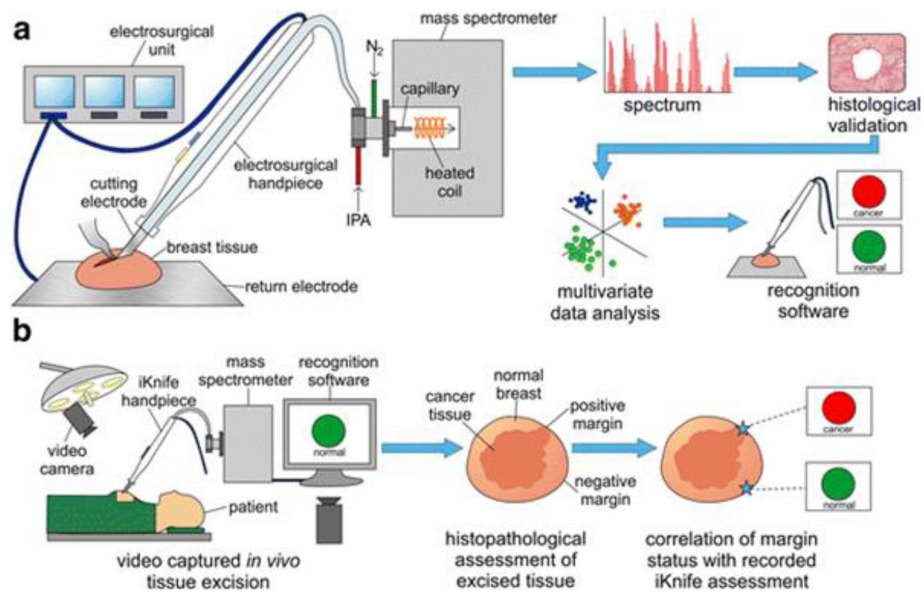 a
electrosurgical
unit
mass spectrometer
N2
capillary
heated
coil
IPA
electrosurgical
handpiece
cutting
electrode
breast tissue
return electrode
spectrum
histological
validation
multivariate
data analysis
cancer
normal
recognition
software
b
video
camera
iKnife
handpiece
mass
spectrometer
recognition
software
normal
patient
video captured in vivo
tissue excision
cancer
tissue
normal
breast
positive
margin
negative
margin
histopathological
assessment of
excised tissue
cancer
normal
correlation of margin
status with recorded
iKnife assessment